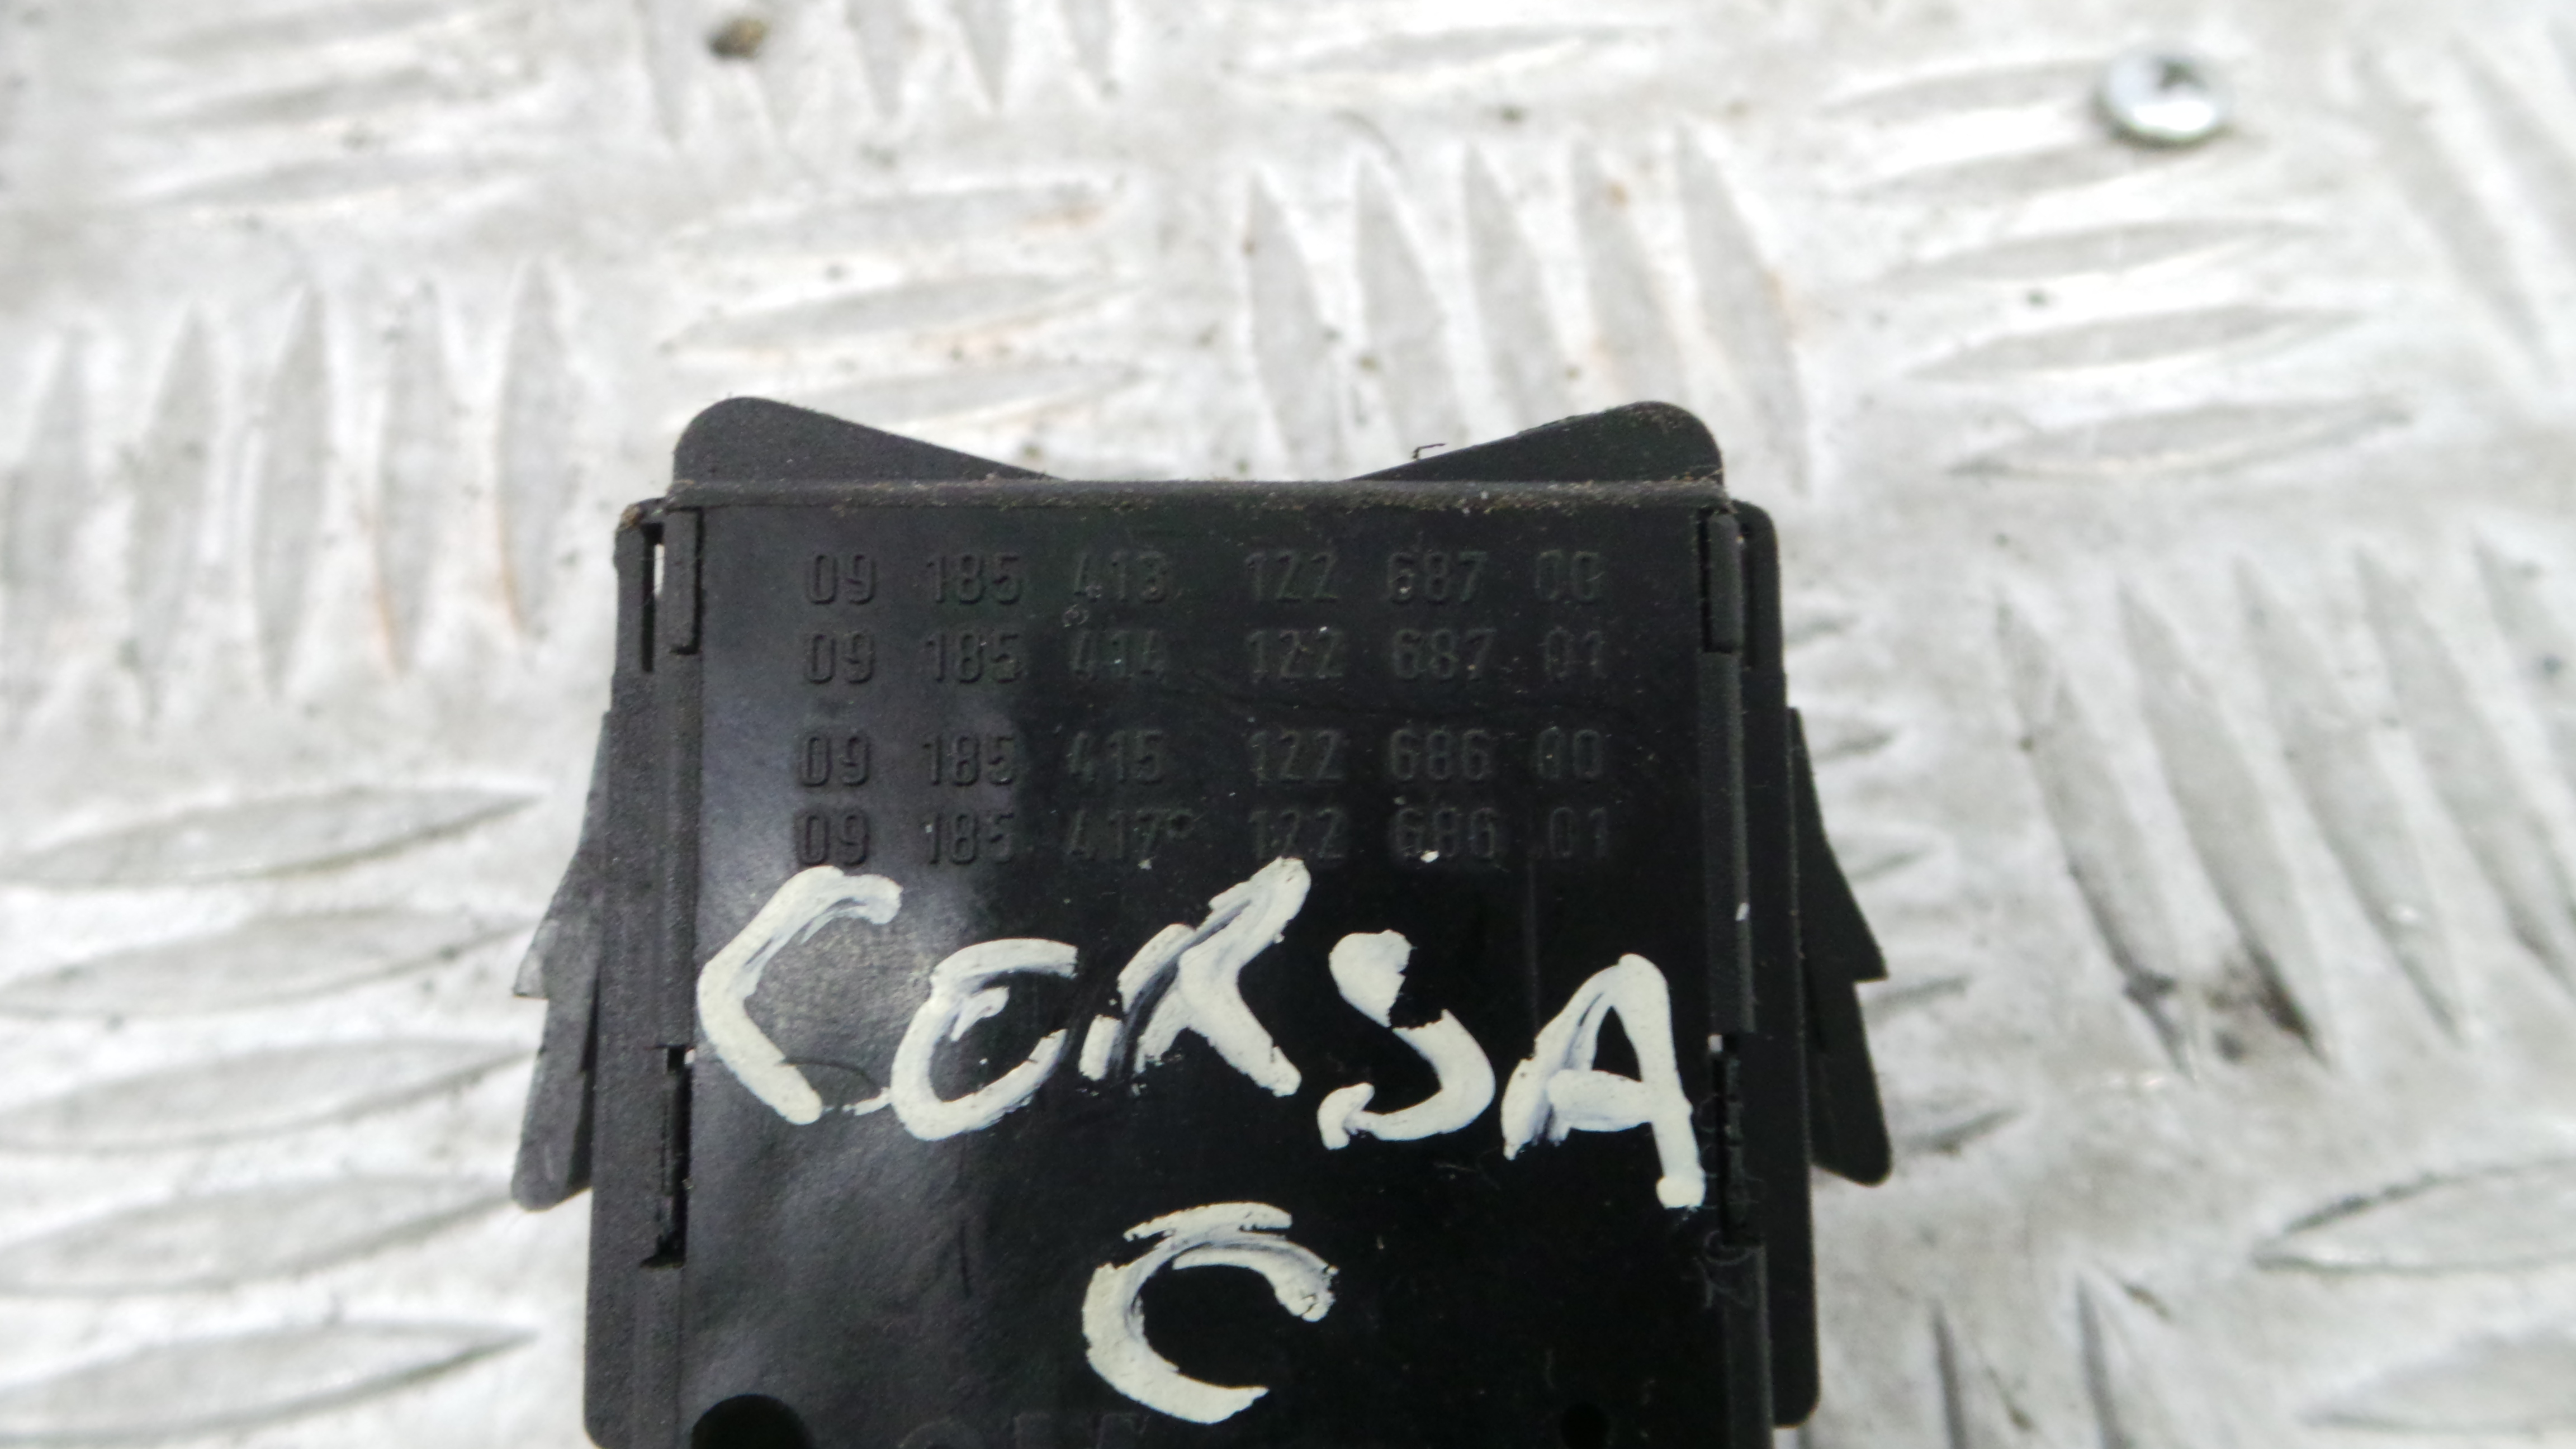 09 185 413 122 687 00
09 185 414 122 687 01
09 185 415 122 686 00
09 185 417 122 686 01
CORSA
C